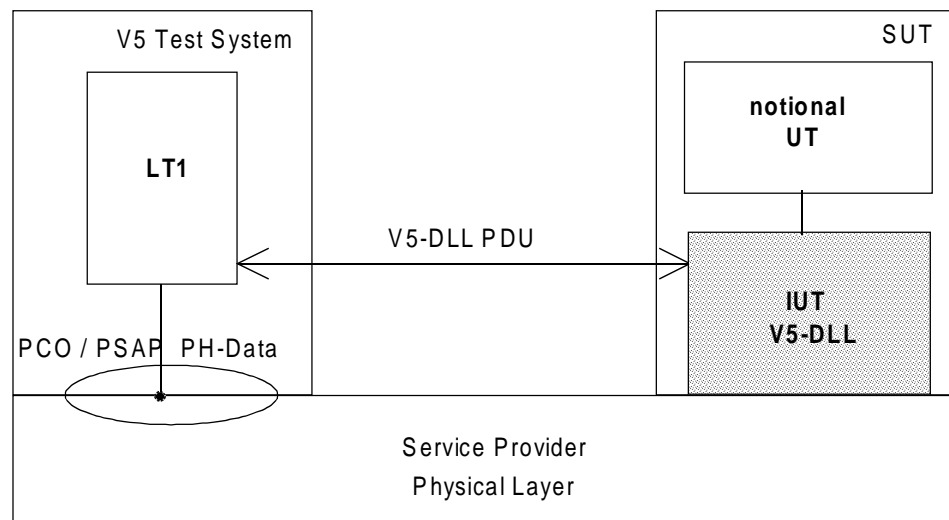 V5 Test System
SUT
LT1
notional
UT
V5-DLL PDU
IUT
V5-DLL
PCO / PSAP PH-Data
Service Provider
Physical Layer